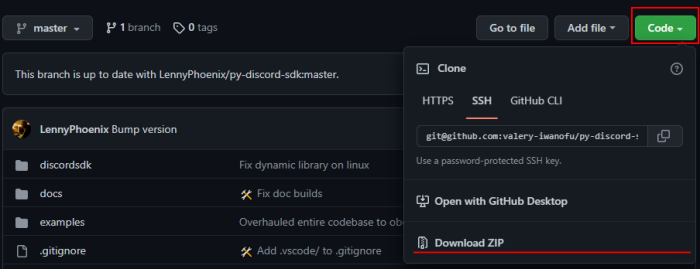 master 1 branch 0 tags Go to file Add file Code
This branch is up to date with LennyPhoenix/py-discord-sdk:master.
Clone
HTTPS SSH GitHub CLI
git@github.com:valery-iwanofu/py-discord-s
Use a password-protected SSH key.
Open with GitHub Desktop
Download ZIP
LennyPhoenix Bump version
discordsdk Fix dynamic library on linux
docs Fix doc builds
examples Overhauled entire codebase to obe
.gitignore Add .vscode/ to .gitignore